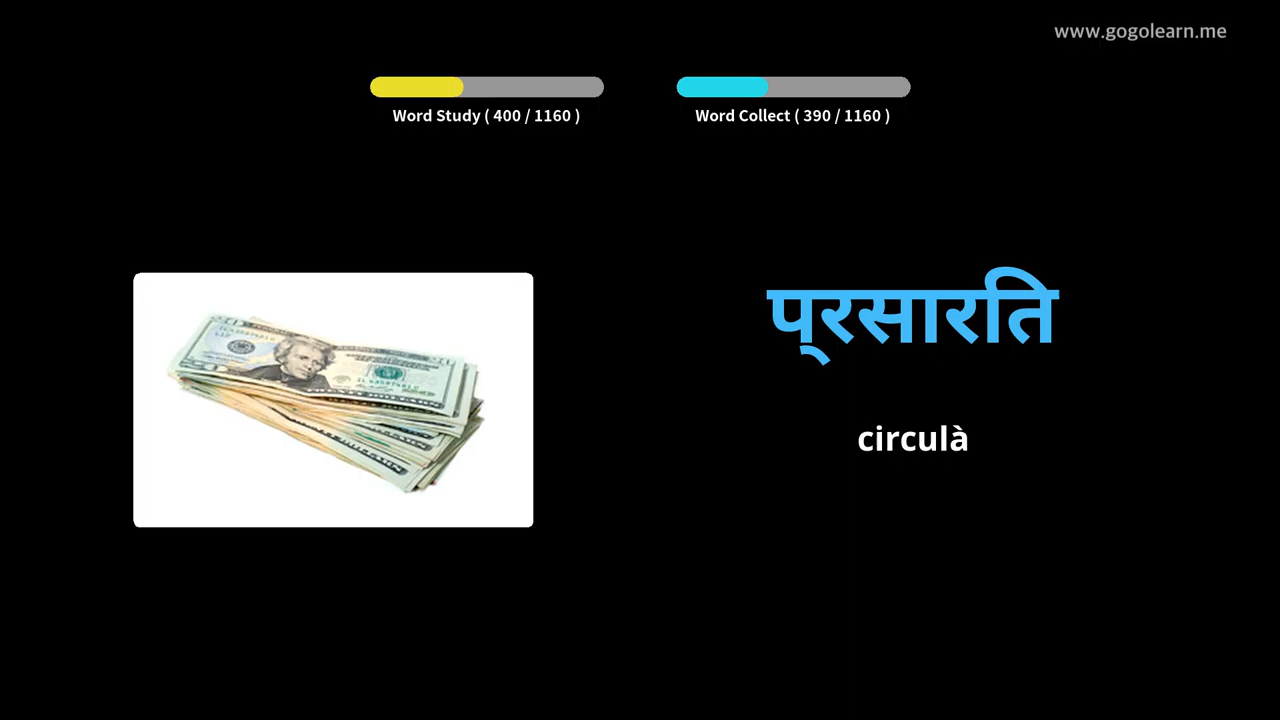 www.gogolearn.me
Word Study ( 400 / 1160 )
Word Collect ( 390 / 1160 )
प्‌रसारति
circulà